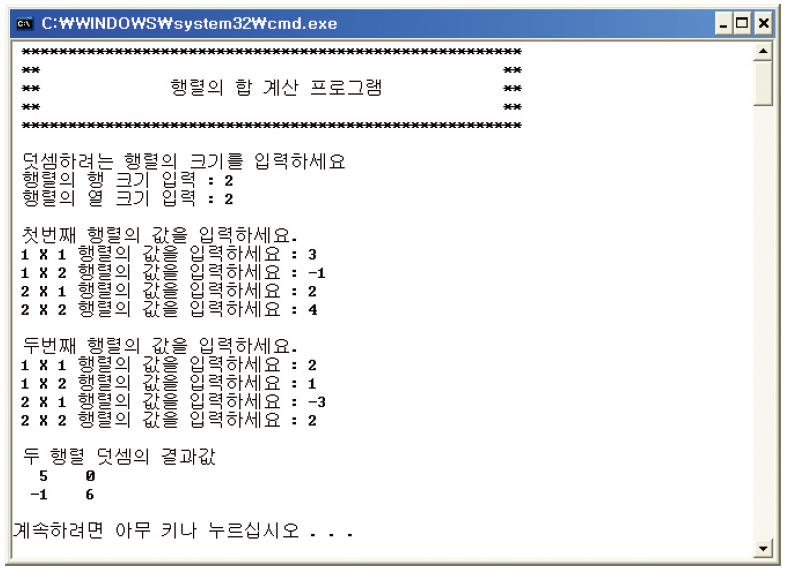 C:₩WINDOWS₩system32₩cmd.exe
******************************************************
** **
** 행렬의 합 계산 프로그램 **
** **
******************************************************
덧셈하려는 행렬의 크기를 입력하세요
행렬의 행 크기 입력 : 2
행렬의 열 크기 입력 : 2
첫번째 행렬의 값을 입력하세요.
1 X 1 행렬의 값을 입력하세요 : 3
1 X 2 행렬의 값을 입력하세요 : -1
2 X 1 행렬의 값을 입력하세요 : 2
2 X 2 행렬의 값을 입력하세요 : 4
두번째 행렬의 값을 입력하세요.
1 X 1 행렬의 값을 입력하세요 : 2
1 X 2 행렬의 값을 입력하세요 : 1
2 X 1 행렬의 값을 입력하세요 : -3
2 X 2 행렬의 값을 입력하세요 : 2
두 행렬 덧셈의 결과값
5 0
-1 6
계속하려면 아무 키나 누르십시오 . . .